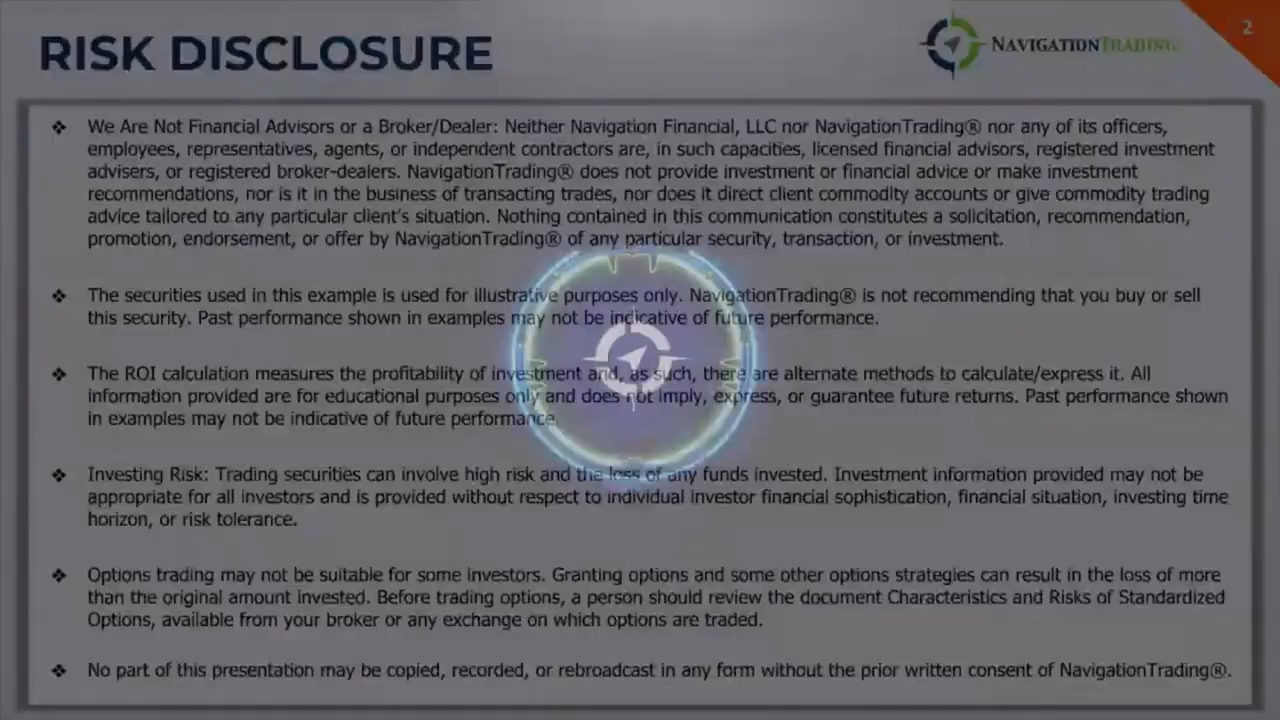 RISK DISCLOSURE
NAVIGATIONTRADING
2
❖ We Are Not Financial Advisors or a Broker/Dealer: Neither Navigation Financial, LLC nor NavigationTrading® nor any of its officers,
employees, representatives, agents, or independent contractors are, in such capacities, licensed financial advisors, registered investment
advisers, or registered broker-dealers. NavigationTrading® does not provide investment or financial advice or make investment
recommendations, nor is it in the business of transacting trades, nor does it direct client commodity accounts or give commodity trading
advice tailored to any particular client's situation. Nothing contained in this communication constitutes a solicitation, recommendation,
promotion, endorsement, or offer by NavigationTrading® of any particular security, transaction, or investment.
❖ The securities used in this example is used for illustrative purposes only. NavigationTrading® is not recommending that you buy or sell
this security. Past performance shown in examples may not be indicative of future performance.
❖ The ROI calculation measures the profitability of investment and, as such, there are alternate methods to calculate/express it. All
information provided are for educational purposes only and does not imply, express, or guarantee future returns. Past performance shown
in examples may not be indicative of future performance.
❖ Investing Risk: Trading securities can involve high risk and the loss of any funds invested. Investment information provided may not be
appropriate for all investors and is provided without respect to individual investor financial sophistication, financial situation, investing time
horizon, or risk tolerance.
❖ Options trading may not be suitable for some investors. Granting options and some other options strategies can result in the loss of more
than the original amount invested. Before trading options, a person should review the document Characteristics and Risks of Standardized
Options, available from your broker or any exchange on which options are traded.
❖ No part of this presentation may be copied, recorded, or rebroadcast in any form without the prior written consent of NavigationTrading®.